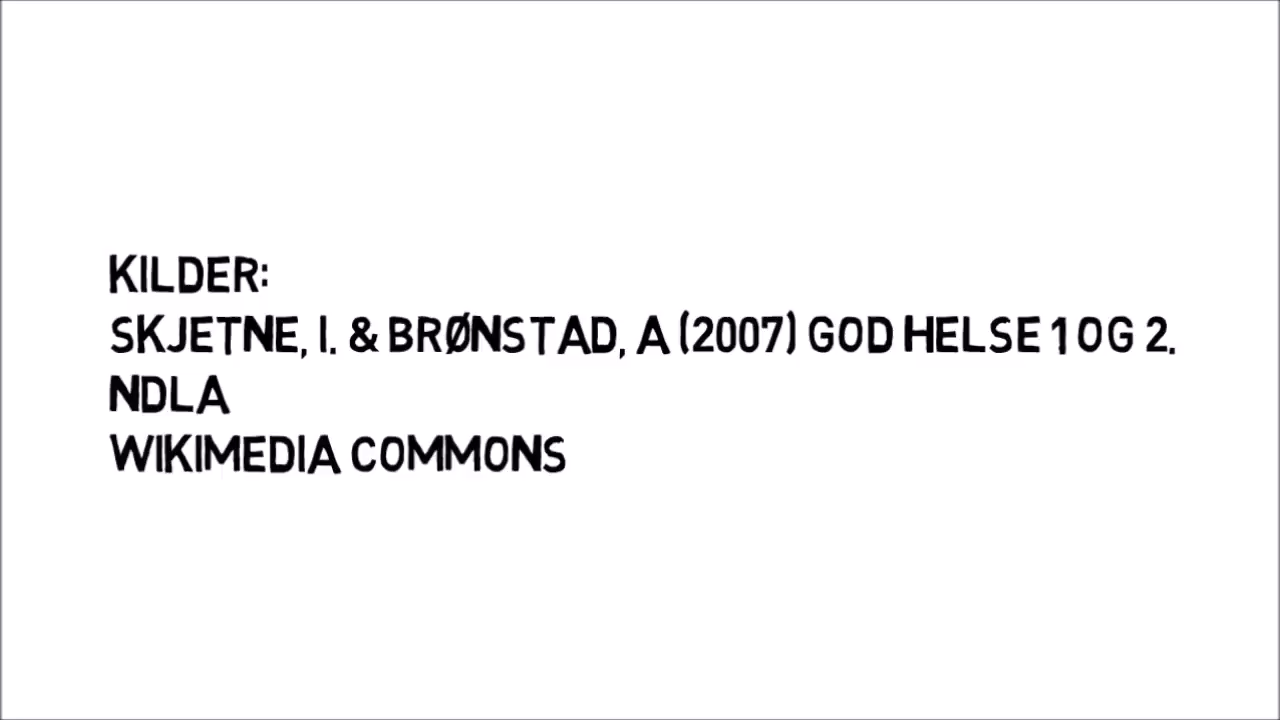 KILDER:
SKJETNE, I. & BRØNSTAD, A (2007) GOD HELSE 1 OG 2.
NDLA
WIKIMEDIA COMMONS